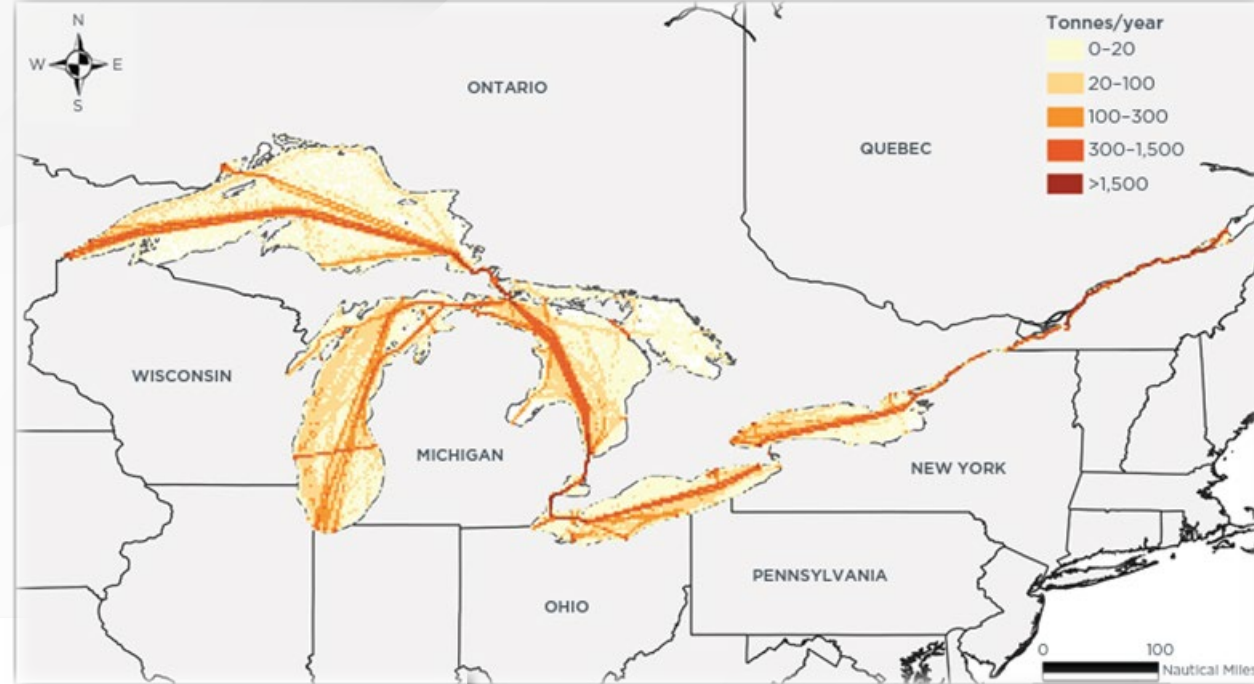 N
W E
S
Tonnes/year
0–20
20–100
100–300
300–1,500
>1,500
ONTARIO
QUEBEC
WISCONSIN
MICHIGAN
NEW YORK
PENNSYLVANIA
OHIO
0 100
Nautical Miles